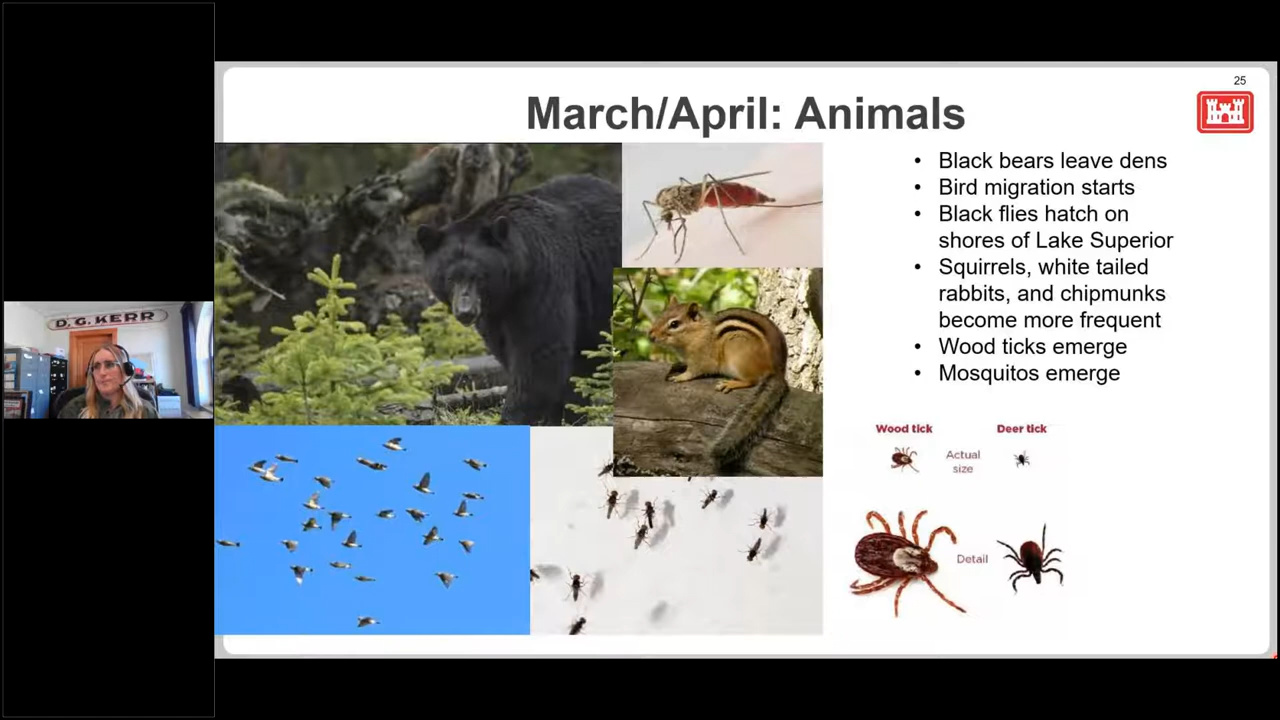 25
March/April: Animals
• Black bears leave dens
• Bird migration starts
• Black flies hatch on
shores of Lake Superior
• Squirrels, white tailed
rabbits, and chipmunks
become more frequent
• Wood ticks emerge
• Mosquitos emerge
D. G. KERR
Wood tick
Deer tick
Actual
size
Detail